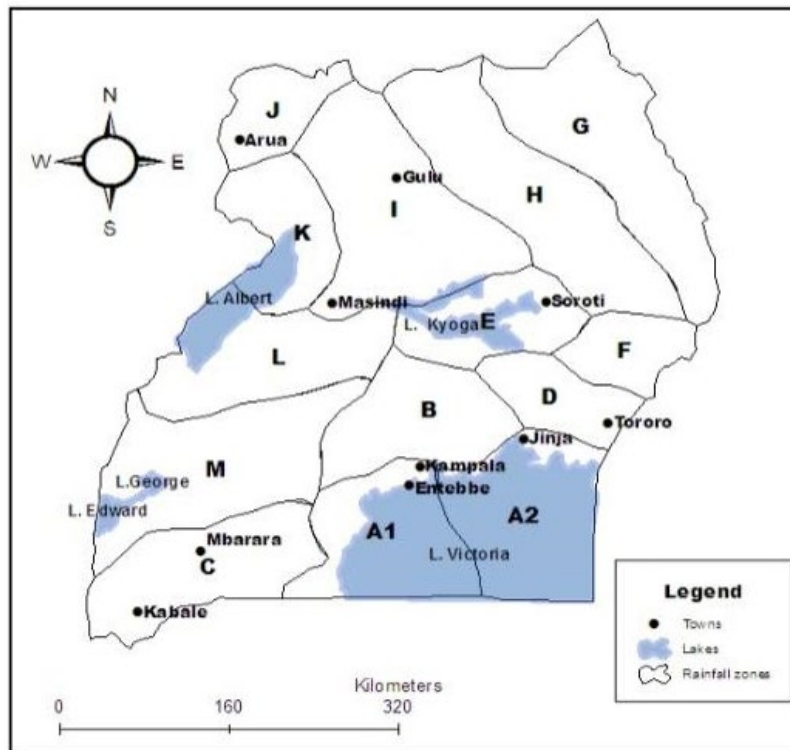 N
W
E
S
J
Arua
G
Gulu
H
I
K
L. Albert
Masindi
Soroti
L. Kyoga
E
L
F
B
D
Tororo
Jinja
Kampala
L.George
M
Entebbe
L. Edward
A1
A2
L. Victoria
Mbarara
C
Kabale
Legend
Towns
Lakes
Rainfall zones
Kilometers
0
160
320